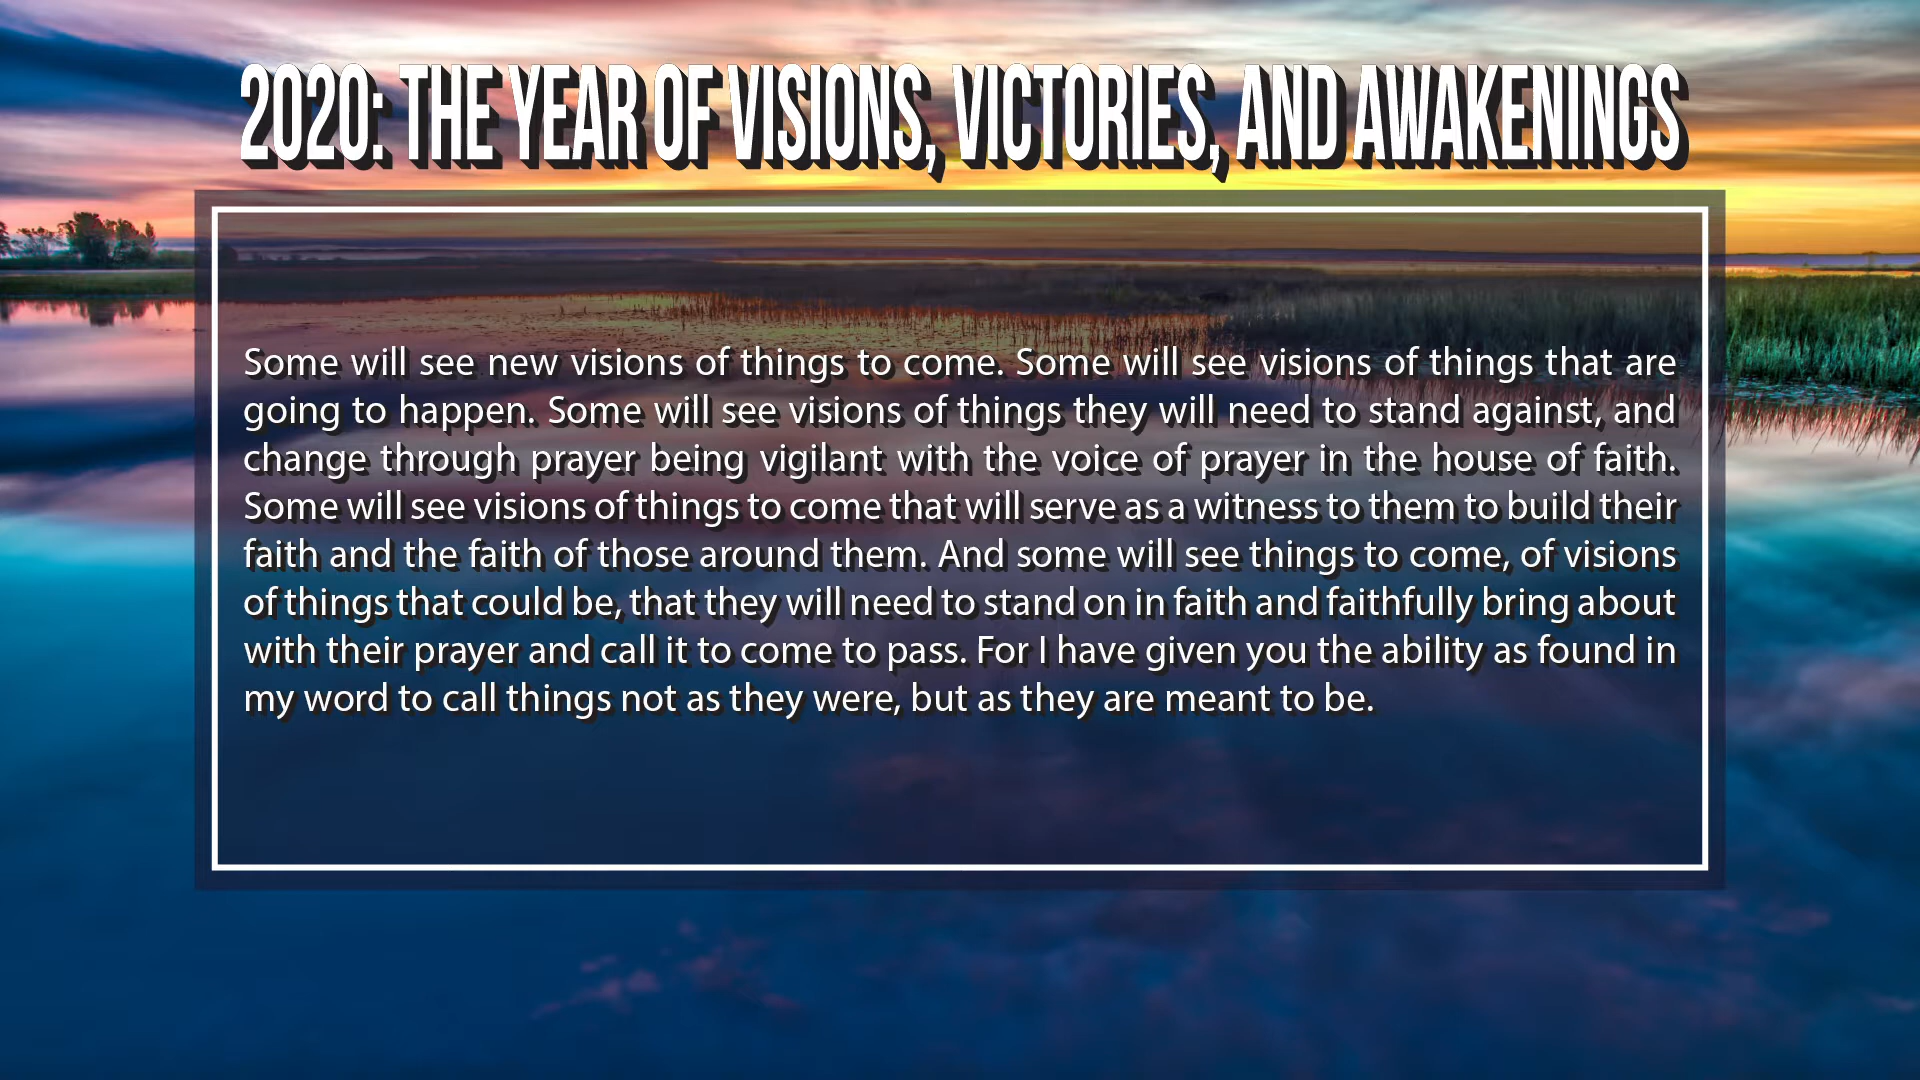 2020: THE YEAR OF VISIONS, VICTORIES, AND AWAKENINGS
Some will see new visions of things to come. Some will see visions of things that are
going to happen. Some will see visions of things they will need to stand against, and
change through prayer being vigilant with the voice of prayer in the house of faith.
Some will see visions of things to come that will serve as a witness to them to build their
faith and the faith of those around them. And some will see things to come, of visions
of things that could be, that they will need to stand on in faith and faithfully bring about
with their prayer and call it to come to pass. For I have given you the ability as found in
my word to call things not as they were, but as they are meant to be.